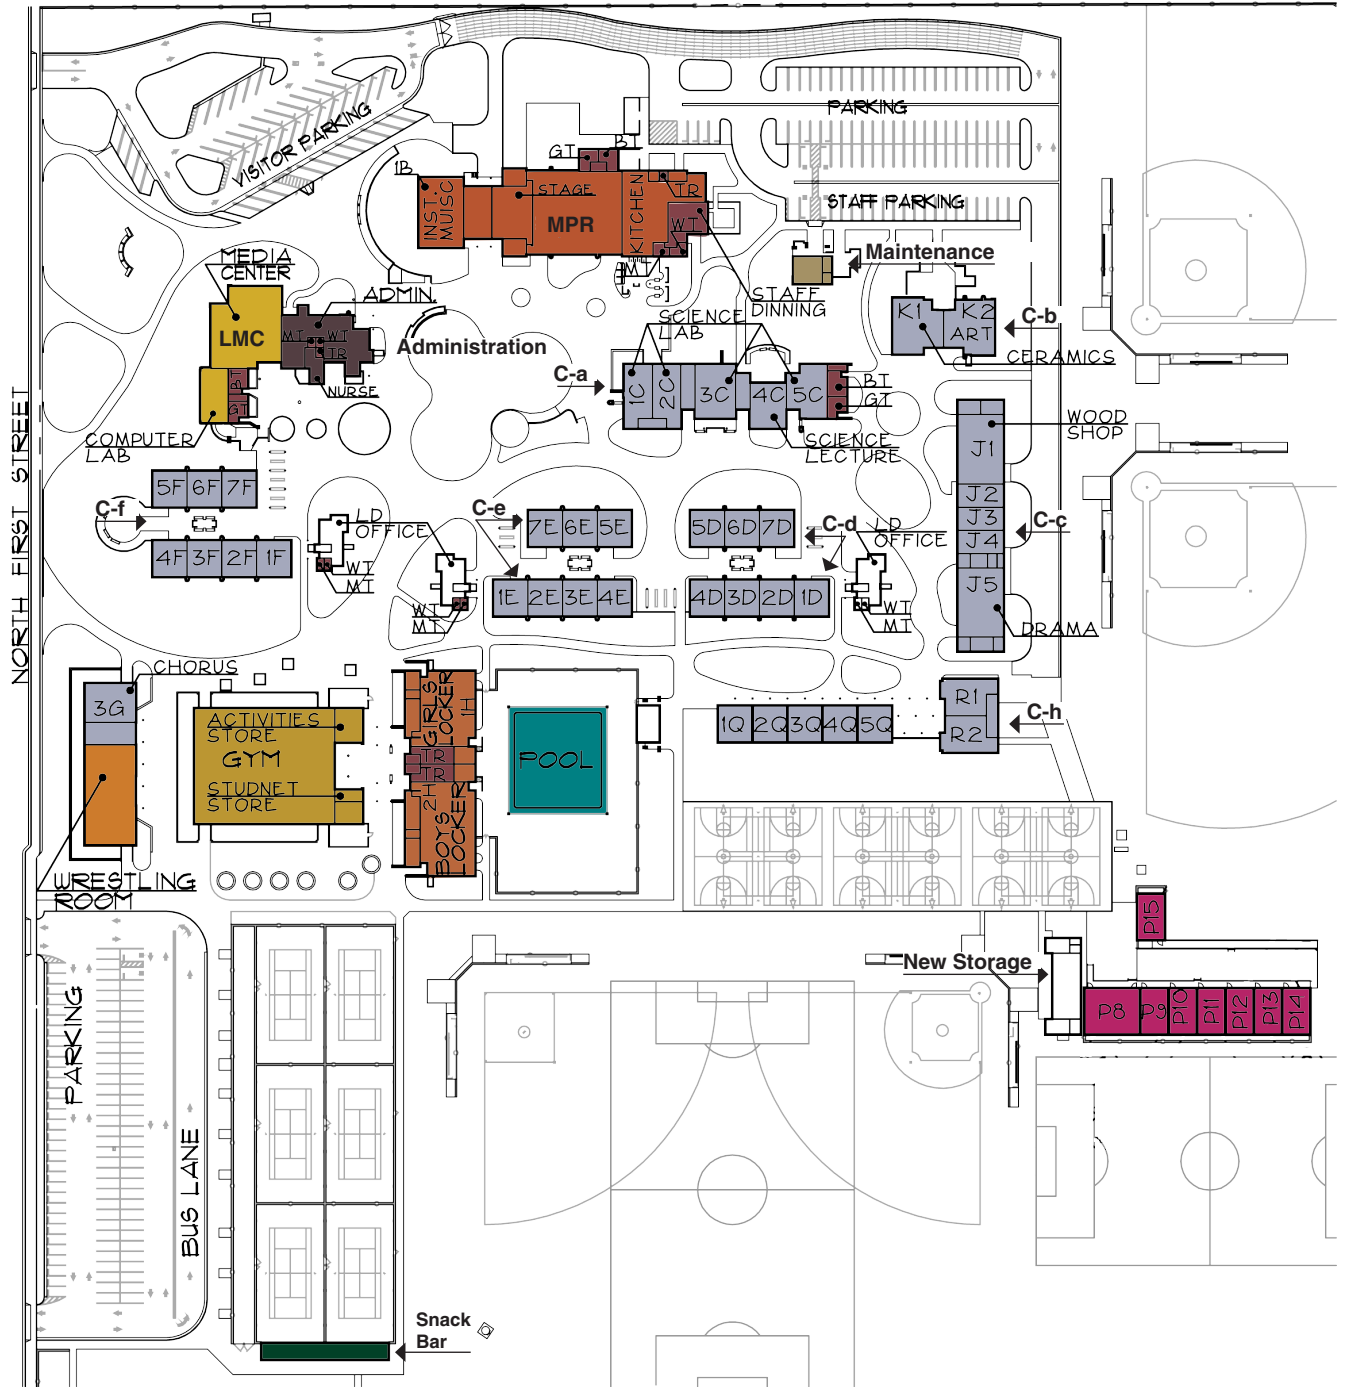 VISITOR PARKING
PARKING
STAFF PARKING
GT
BT
1B
INST.
MUISC
STAGE
MPR
KITCHEN
TR
WT
MT
STAFF
DINNING
Maintenance
MEDIA
CENTER
ADMIN.
LMC
MT
WT
TR
NURSE
BT
GT
Administration
COMPUTER
LAB
SCIENCE
LAB
C-a
1C
2C
3C
4C
5C
BT
GT
SCIENCE
LECTURE
K1
K2
ART
C-b
CERAMICS
WOOD
SHOP
J1
J2
J3
J4
J5
C-c
DRAMA
NORTH FIRST STREET
5F
6F
7F
C-f
4F
3F
2F
1F
LD
OFFICE
WT
MT
C-e
7E
6E
5E
1E
2E
3E
4E
WT
MT
5D
6D
7D
C-d
LD
OFFICE
4D
3D
2D
1D
WT
MT
CHORUS
3G
ACTIVITIES
STORE
GYM
STUDNET
STORE
GIRLS
LOCKER
1H
TR
TR
2H
BOYS
LOCKER
POOL
1Q
2Q
3Q
4Q
5Q
R1
R2
C-h
WRESTLING
ROOM
PARKING
BUS LANE
New Storage
P15
P8
P9
P10
P11
P12
P13
P14
Snack
Bar